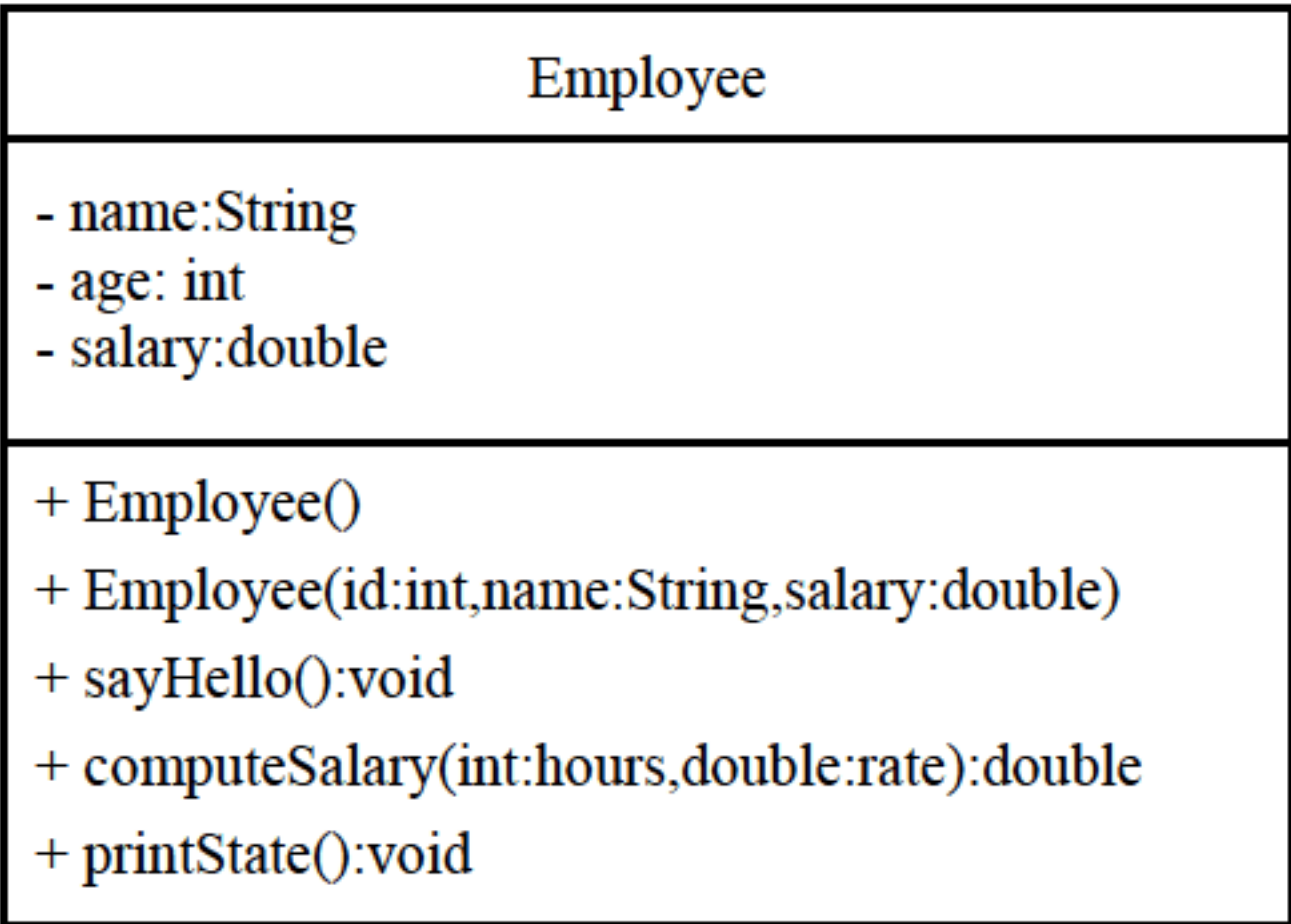 Employee
- name:String
- age: int
- salary:double
+ Employee()
+ Employee(id:int,name:String,salary:double)
+ sayHello():void
+ computeSalary(int:hours,double:rate):double
+ printState():void